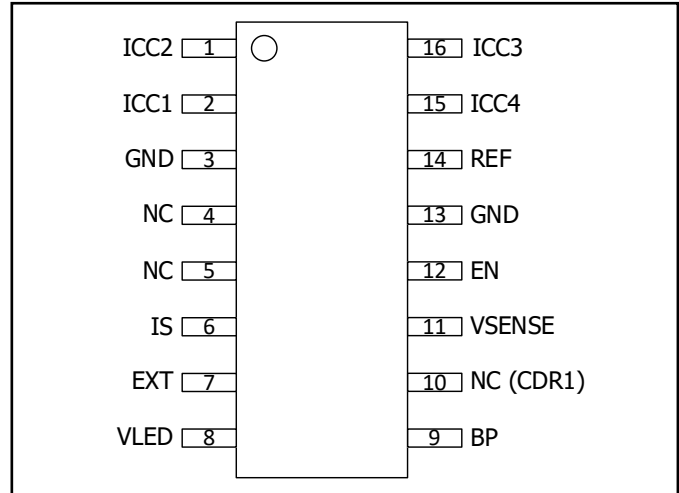 ICC2 1 16 ICC3
ICC1 2 15 ICC4
GND 3 14 REF
NC 4 13 GND
NC 5 12 EN
IS 6 11 VSENSE
EXT 7 10 NC (CDR1)
VLED 8 9 BP